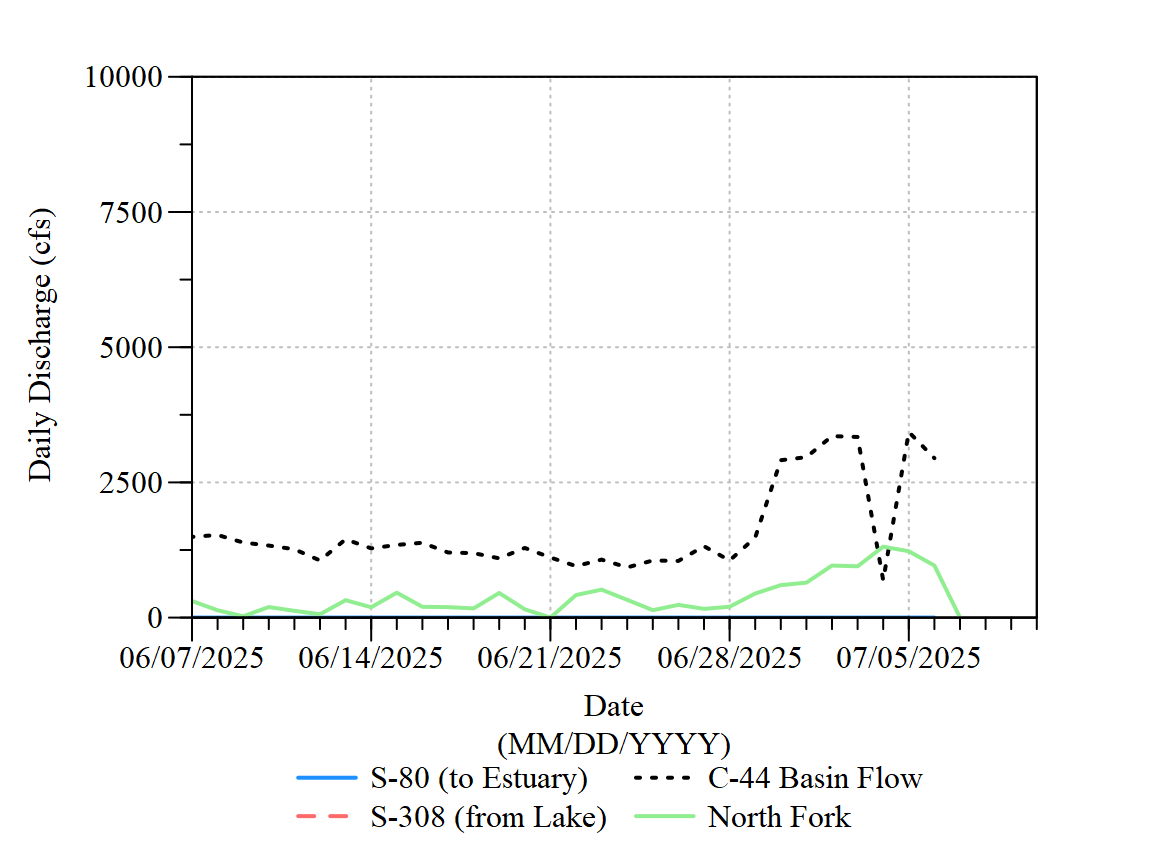 10000
7500
5000
2500
0
Daily Discharge (cfs)
06/07/2025 06/14/2025 06/21/2025 06/28/2025 07/05/2025
Date
(MM/DD/YYYY)
S-80 (to Estuary) C-44 Basin Flow
S-308 (from Lake) North Fork